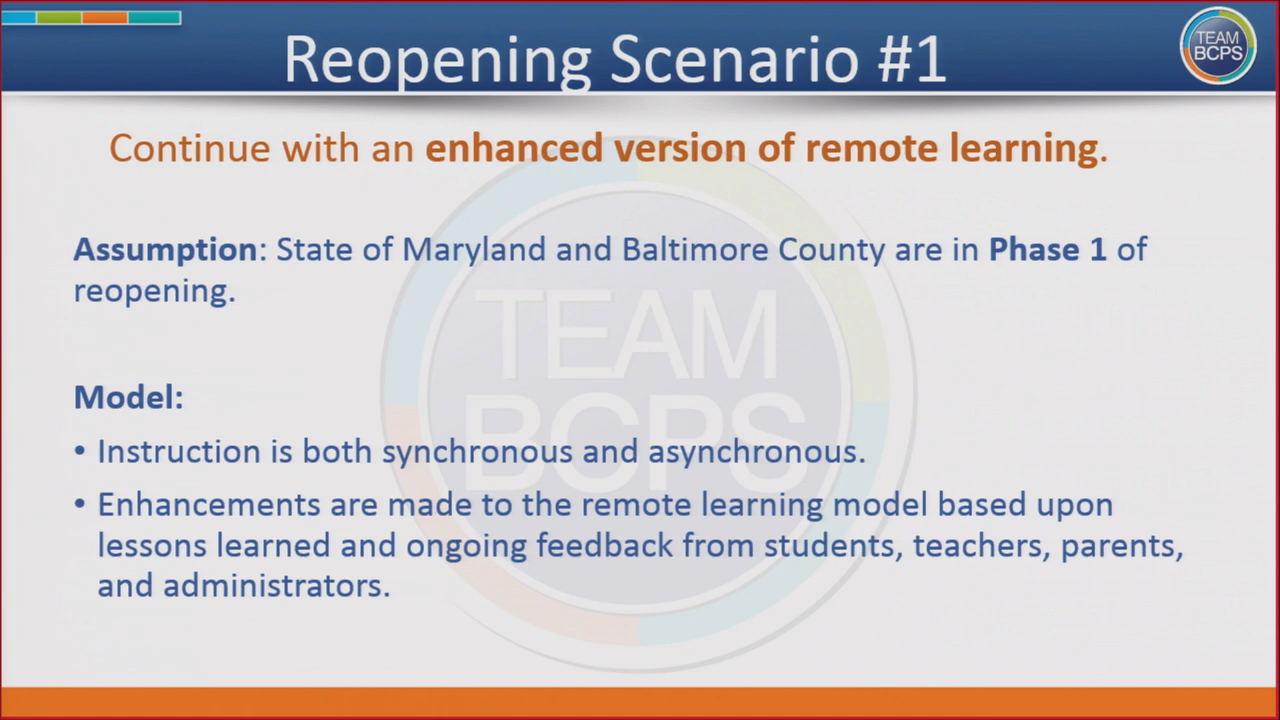 Reopening Scenario #1
TEAM
BCPS
Continue with an enhanced version of remote learning.
Assumption: State of Maryland and Baltimore County are in Phase 1 of
reopening.
TEAM
BCPS
Model:
• Instruction is both synchronous and asynchronous.
• Enhancements are made to the remote learning model based upon
lessons learned and ongoing feedback from students, teachers, parents,
and administrators.